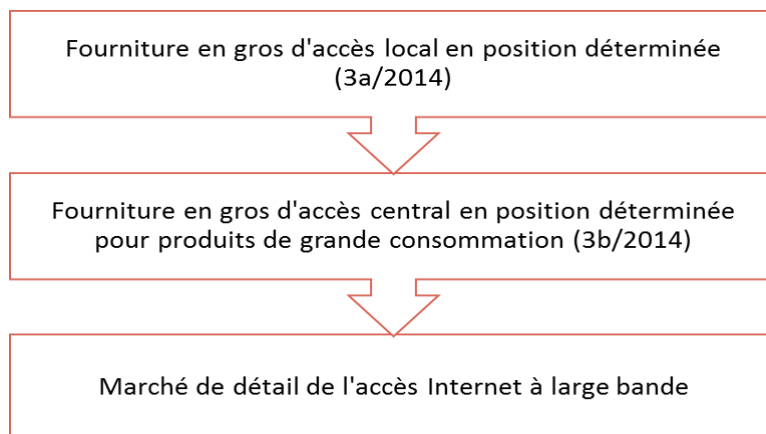 Fourniture en gros d'accès local en position déterminée
(3a/2014)
Fourniture en gros d'accès central en position déterminée
pour produits de grande consommation (3b/2014)
Marché de détail de l'accès Internet à large bande